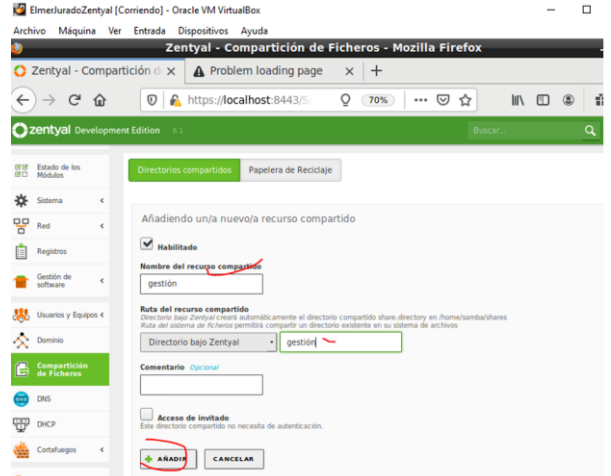 ElmerJuradoZentyal [Corriendo] - Oracle VM VirtualBox
Archivo Máquina Ver Entrada Dispositivos Ayuda
Zentyal - Compartición de Ficheros - Mozilla Firefox
Zentyal - Compartición d
Problem loading page
https://localhost:8443/S
70%
zentyal Development Edition 6.1
Buscar...
Estado de los
Módulos
Sistema
Red
Registros
Gestión de
software
Usuarios y Equipos
Dominio
Compartición
de Ficheros
DNS
DHCP
Cortafuegos
Directorios compartidos
Papelera de Reciclaje
Añadiendo un/a nuevo/a recurso compartido
Habilitado
Nombre del recurso compartido
gestión
Ruta del recurso compartido
Directorio bajo Zentyal creará automáticamente el directorio compartido share.directory en /home/samba/shares
Ruta del sistema de ficheros permitirá compartir un directorio existente en su sistema de archivos
Directorio bajo Zentyal
gestión
Comentario Opcional
Acceso de invitado
Este directorio compartido no necesita de autenticación.
AÑADIR
CANCELAR